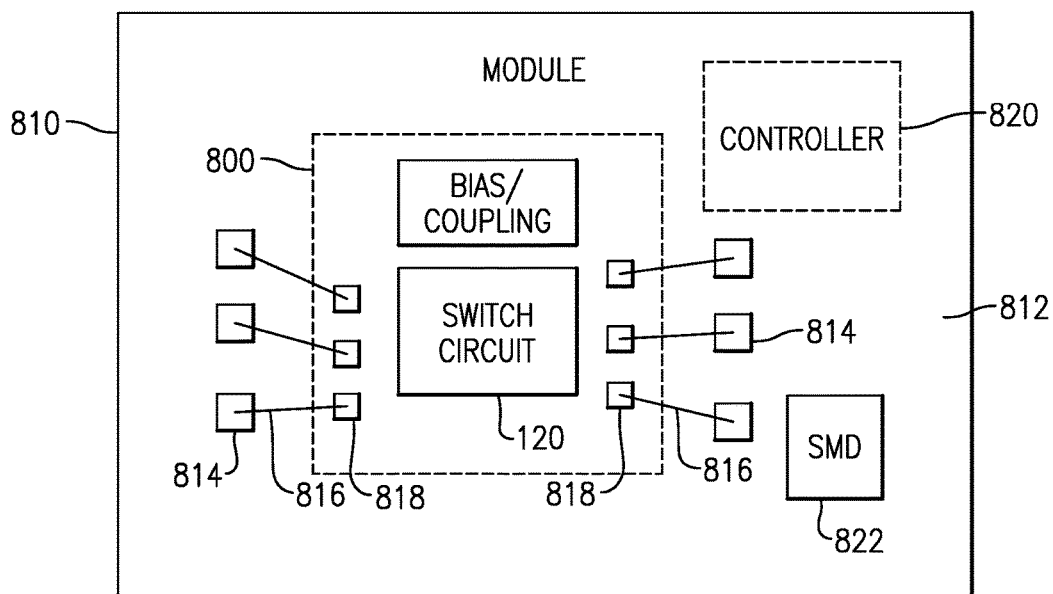 MODULE
810
820
CONTROLLER
800
BIAS/
COUPLING
812
SWITCH
CIRCUIT
814
120
814
816
818
818
816
SMD
822